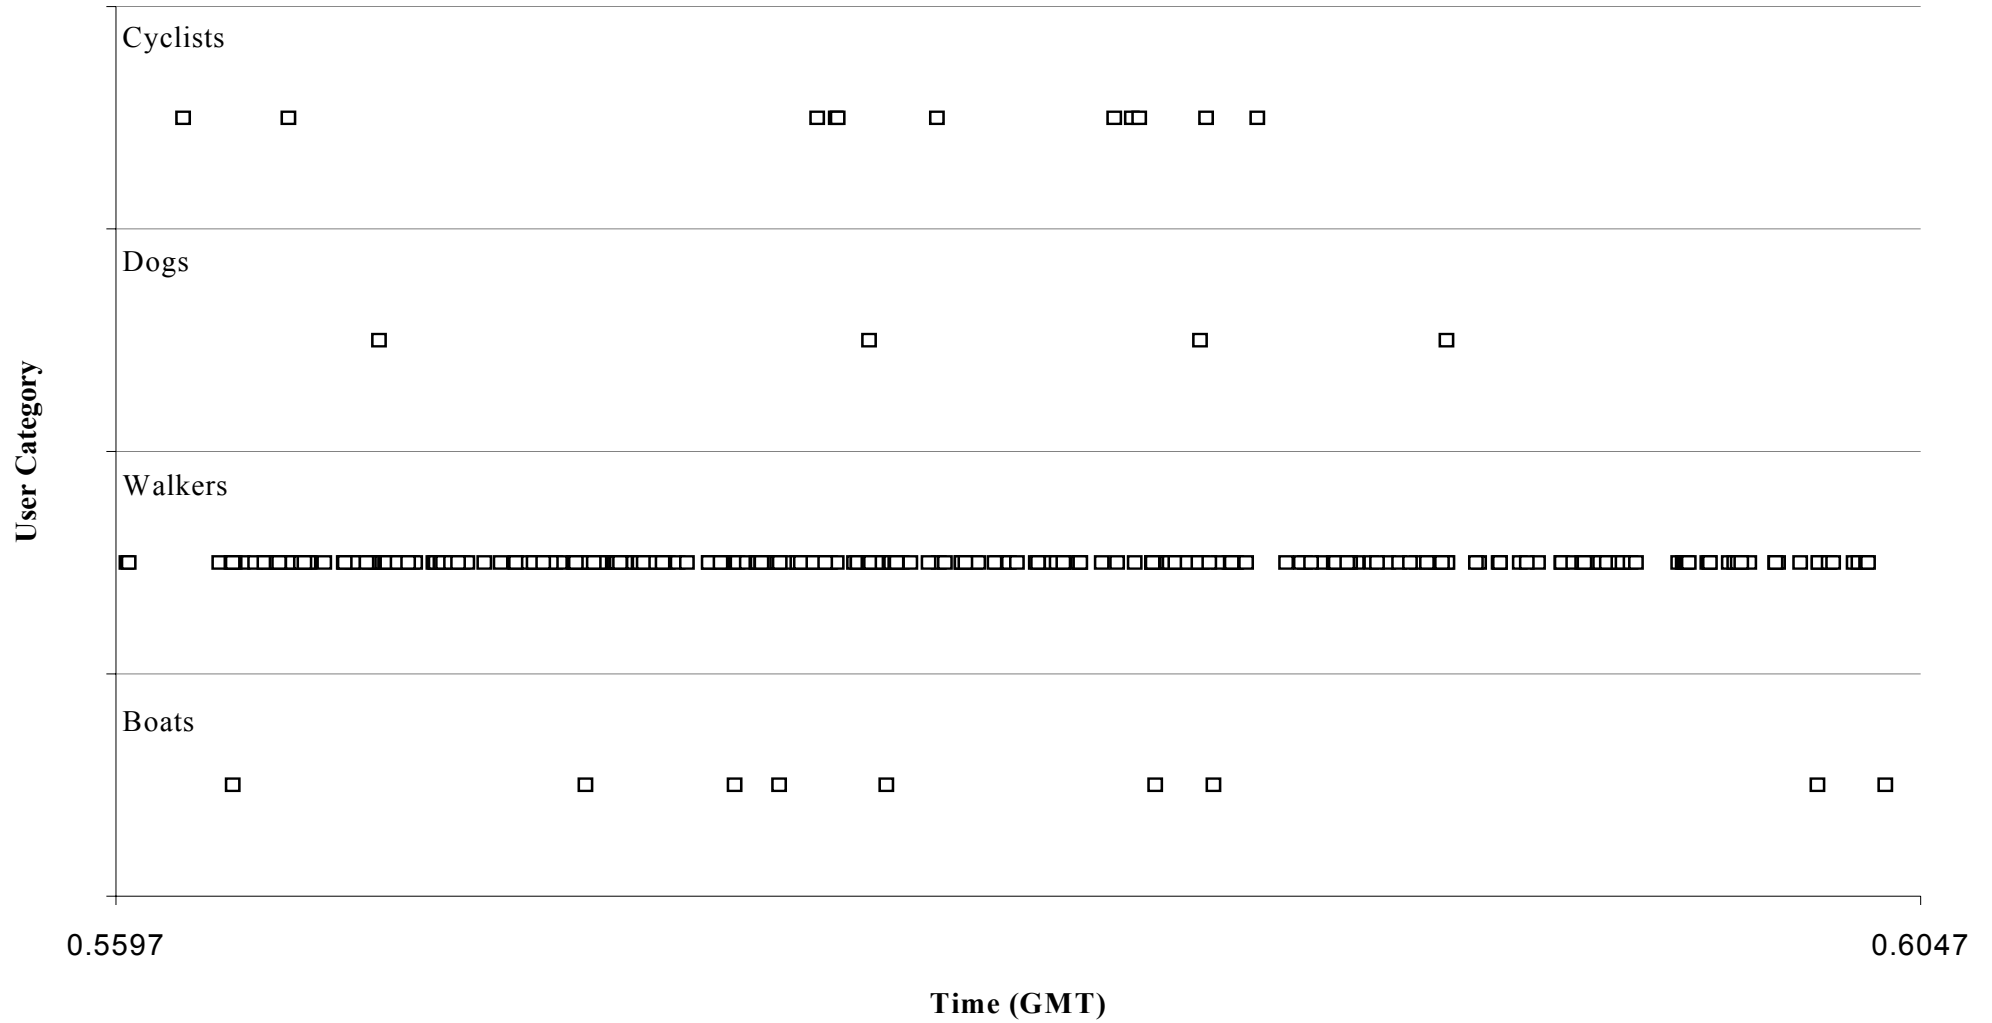 Cyclists
Dogs
User Category
Walkers
Boats
0.5597
0.6047
Time (GMT)